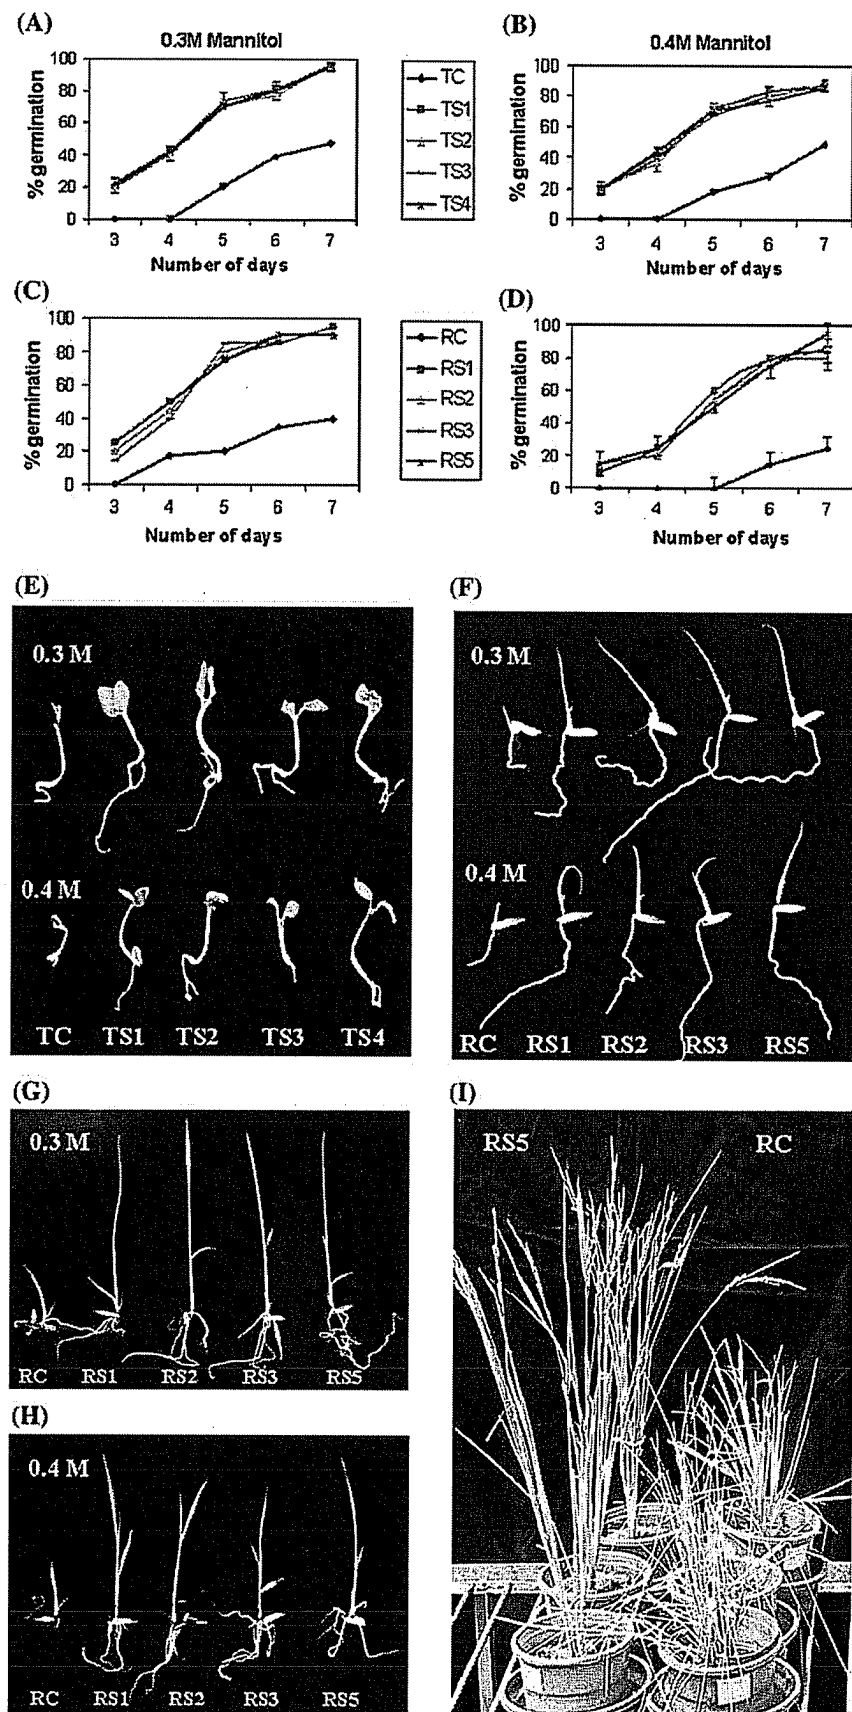 (A)
0.3M Mannitol
% germination
100
80
60
40
20
0
3 4 5 6 7
Number of days
TC
TS1
TS2
TS3
TS4
(B)
0.4M Mannitol
% germination
100
80
60
40
20
0
3 4 5 6 7
Number of days
(C)
% germination
100
80
60
40
20
0
3 4 5 6 7
Number of days
RC
RS1
RS2
RS3
RS5
(D)
% germination
100
80
60
40
20
0
3 4 5 6 7
Number of days
(E)
0.3 M
0.4 M
TC TS1 TS2 TS3 TS4
(F)
0.3 M
0.4 M
RC RS1 RS2 RS3 RS5
(G)
0.3 M
RC RS1 RS2 RS3 RS5
(H)
0.4 M
RC RS1 RS2 RS3 RS5
(I)
RS5 RC